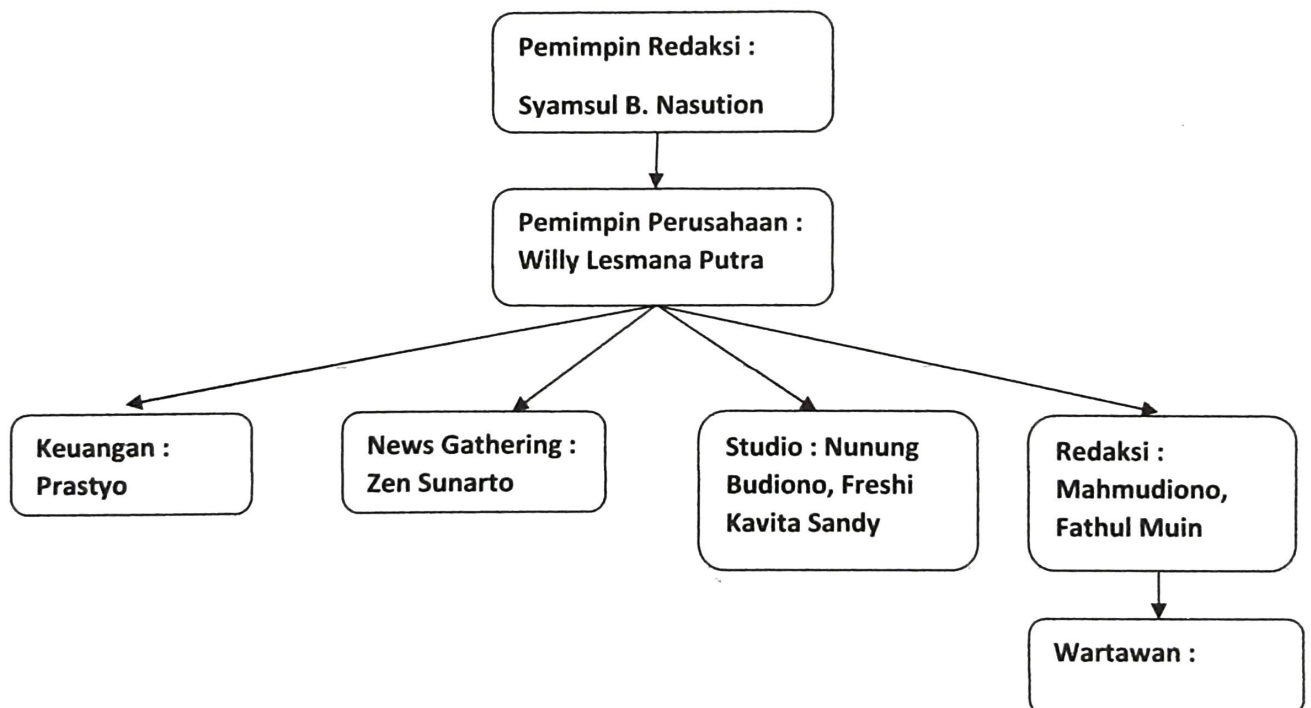 Pemimpin Redaksi :
Syamsul B. Nasution
Pemimpin Perusahaan :
Willy Lesmana Putra
Keuangan :
Prastyo
News Gathering :
Zen Sunarto
Studio : Nunung
Budiono, Freshi
Kavita Sandy
Redaksi :
Mahmudiono,
Fathul Muin
Wartawan :